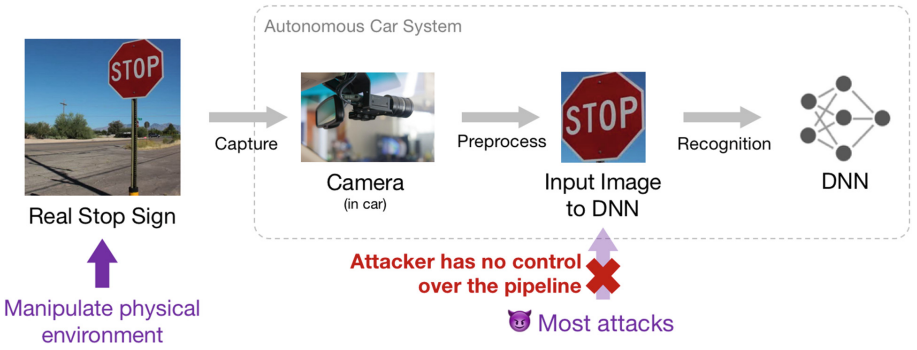 Autonomous Car System
STOP
STOP
Capture
Preprocess
Recognition
Real Stop Sign
Camera
(in car)
Input Image
to DNN
DNN
Attacker has no control
over the pipeline
Manipulate physical
environment
Most attacks